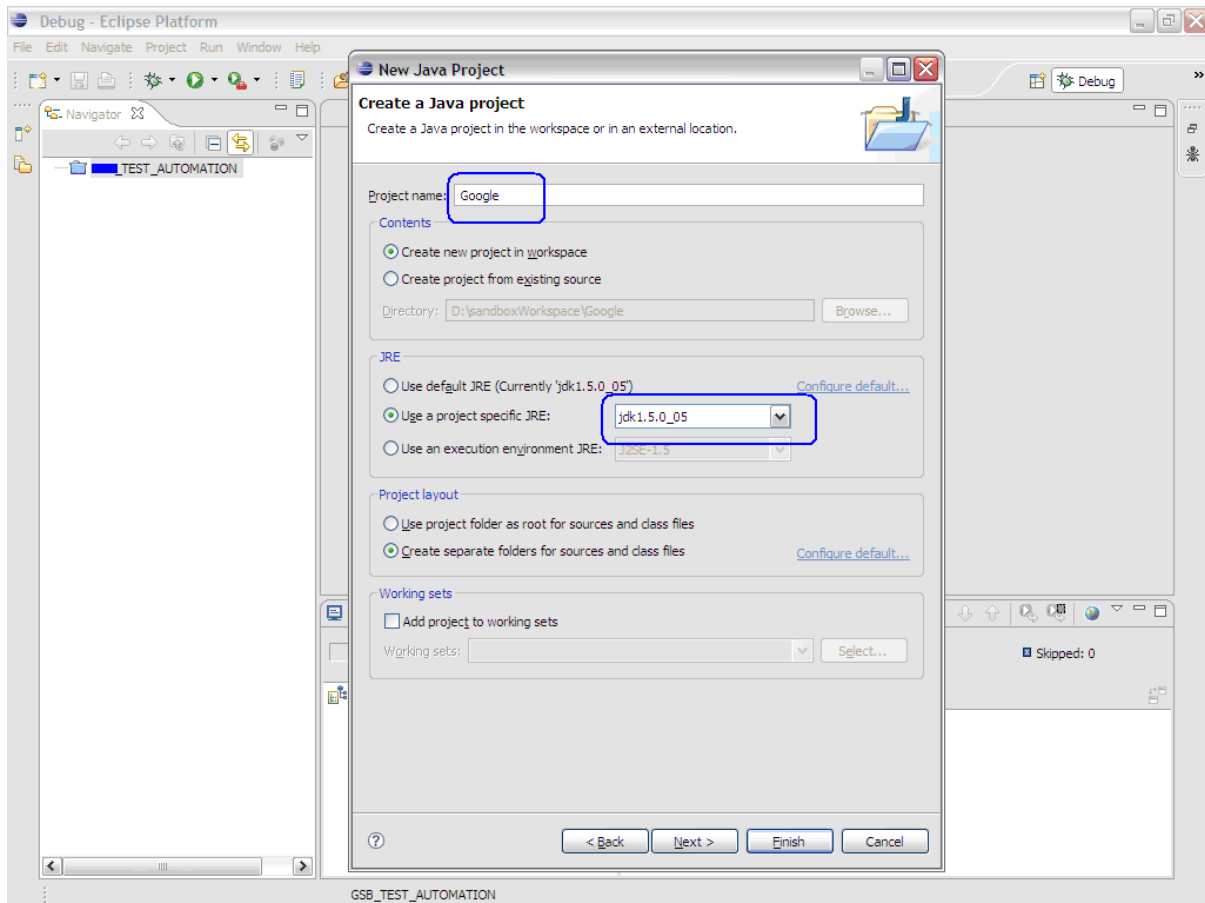 Debug - Eclipse Platform
File Edit Navigate Project Run Window Help
Debug
Navigator
_TEST_AUTOMATION
New Java Project
Create a Java project
Create a Java project in the workspace or in an external location.
Project name: Google
Contents
Create new project in workspace
Create project from existing source
Directory: D:\sandboxWorkspace\Google Browse...
JRE
Use default JRE (Currently 'jdk1.5.0_05') Configure default...
Use a project specific JRE: jdk1.5.0_05
Use an execution environment JRE: J2SE-1.5
Project layout
Use project folder as root for sources and class files
Create separate folders for sources and class files Configure default...
Working sets
Add project to working sets
Working sets: Select...
Skipped: 0
< Back Next > Finish Cancel
GSB_TEST_AUTOMATION